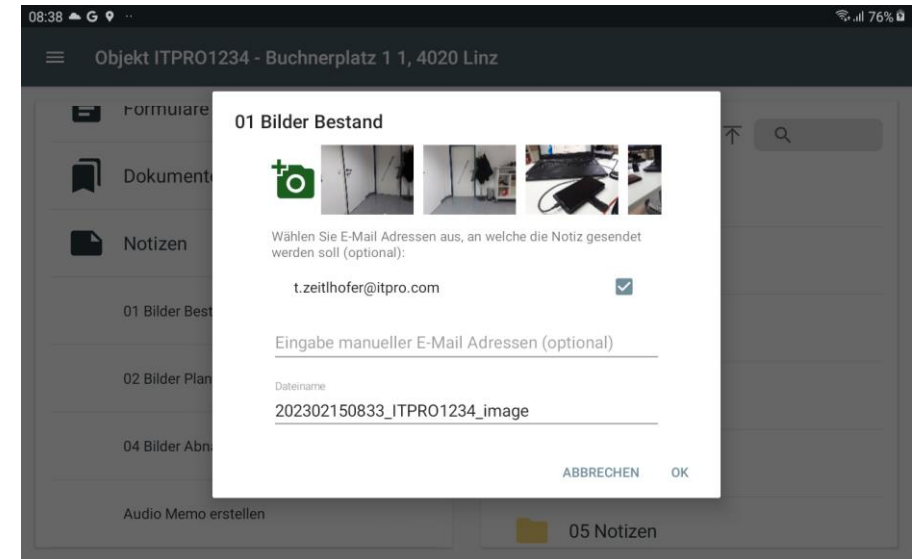 08:38 G ··
76%
Objekt ITPRO1234 - Buchnerplatz 1 1, 4020 Linz
Formulare
Dokument
Notizen
01 Bilder Best
02 Bilder Plan
04 Bilder Abn
Audio Memo erstellen
01 Bilder Bestand
Wählen Sie E-Mail Adressen aus, an welche die Notiz gesendet
werden soll (optional):
t.zeitlhofer@itpro.com
Eingabe manueller E-Mail Adressen (optional)
Dateiname
202302150833_ITPRO1234_image
ABBRECHEN OK
05 Notizen